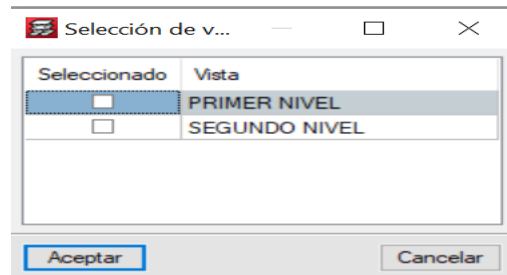 Selección de v...
Seleccionado Vista
PRIMER NIVEL
SEGUNDO NIVEL
Aceptar Cancelar